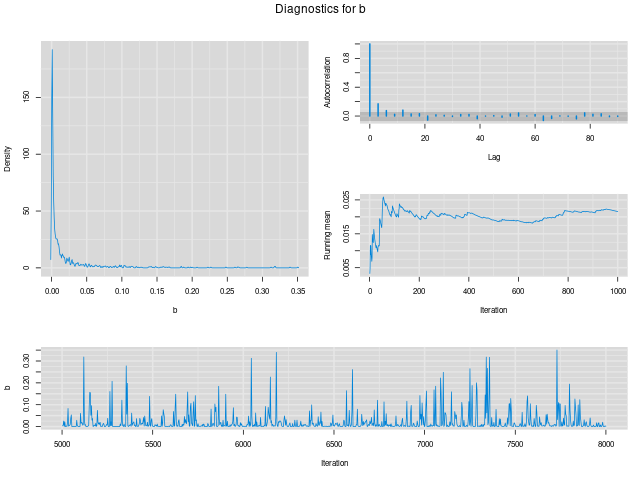 Diagnostics for b
Density
150
100
50
0
0.00 0.05 0.10 0.15 0.20 0.25 0.30 0.35
b
Autocorrelation
0.8
0.4
0.0
0 20 40 60 80
Lag
Running mean
0.025
0.015
0.005
0 200 400 600 800 1000
Iteration
b
0.30
0.20
0.10
0.00
5000 5500 6000 6500 7000 7500 8000
Iteration